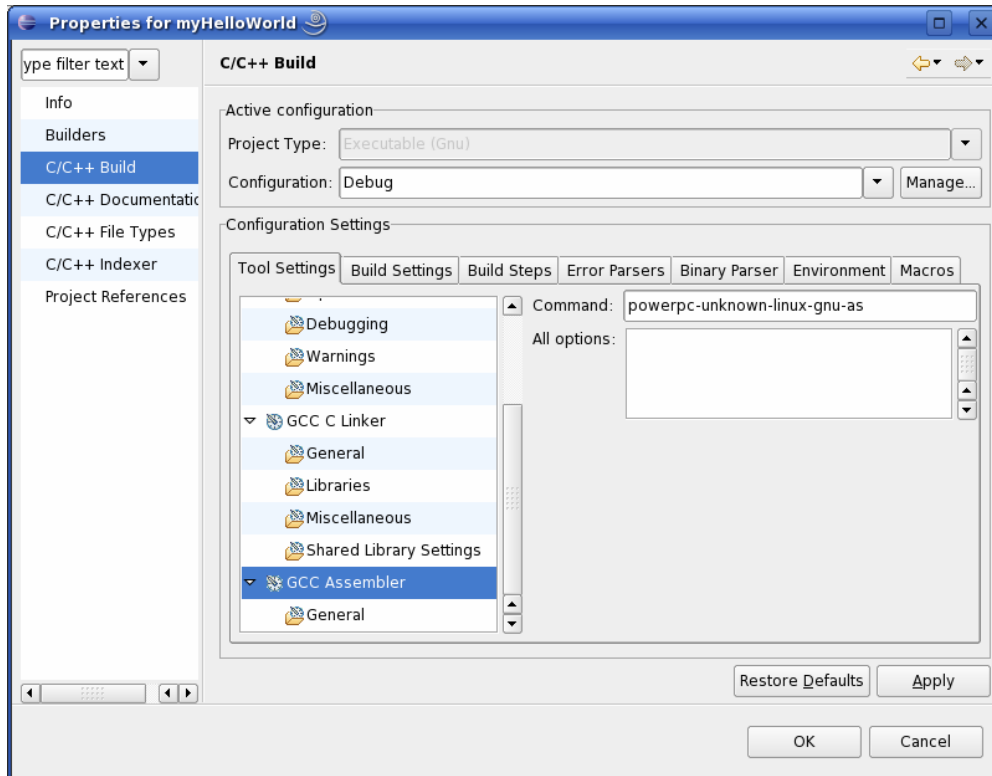 Properties for myHelloWorld
ype filter text
C/C++ Build
Info
Builders
C/C++ Build
C/C++ Documentatic
C/C++ File Types
C/C++ Indexer
Project References
Active configuration
Project Type: Executable (Gnu)
Configuration: Debug Manage...
Configuration Settings
Tool Settings Build Settings Build Steps Error Parsers Binary Parser Environment Macros
Debugging
Warnings
Miscellaneous
GCC C Linker
General
Libraries
Miscellaneous
Shared Library Settings
GCC Assembler
General
Command: powerpc-unknown-linux-gnu-as
All options:
Restore Defaults Apply
OK Cancel